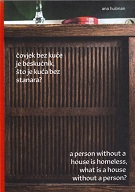 ana hušman
čovjek bez kuće
je beskućnik,
što je kuća bez
stanara?
a person without a
house is homeless,
what is a house
without a person?